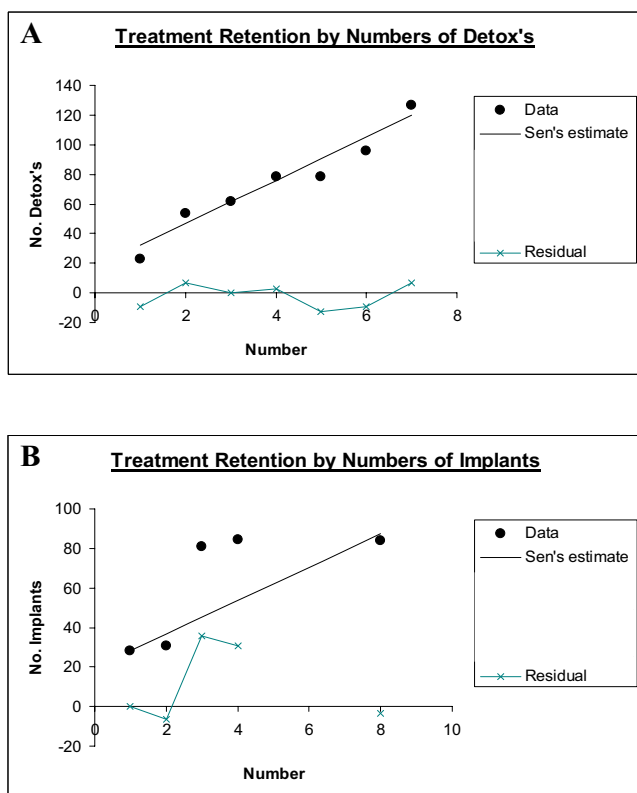 A
Treatment Retention by Numbers of Detox's
140
120
100
80
60
40
20
0
-20
No. Detox's
0 2 4 6 8
Number
Data
Sen's estimate
Residual
B
Treatment Retention by Numbers of Implants
100
80
60
40
20
0
-20
No. Implants
0 2 4 6 8 10
Number
Data
Sen's estimate
Residual